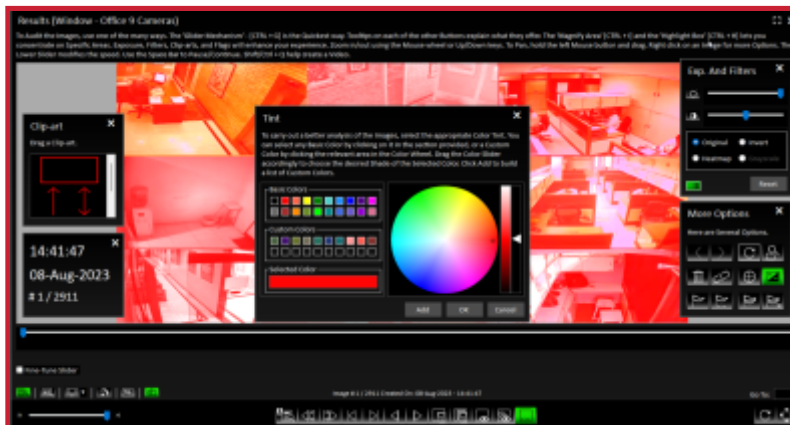 Results (Window - Office 9 Cameras)
To Audit the Images, use one of the many ways. The 'Slider Mechanism'. (CTRL + G) is the Quickest way. Tooltips on each of the other Buttons explain what they offer. The 'Magnify Area' (CTRL + I) and the 'Highlight Box' (CTRL + H) lets you
concentrate on Specific Areas. Exposure, Filters, Clip-arts, and Flags will enhance your experience. Zoom in/out using the Mouse-wheel or Up/Down keys. To Pan, hold the left Mouse button and drag. Right click on an Image for more Options. The
Lower Slider modifies the speed. Use the Space Bar to Pause/Continue. Shift/Ctrl + Q help create a Video.
Exp. And Filters
Original
Invert
Heatmap
Grayscale
Reset
Clip-art
Drag a Clip-art.
Tint
To carry out a better analysis of the Images, select the appropriate Color Tint. You
can select any Basic Color by clicking on it in the section provided, or a Custom
Color by clicking the relevant area in the Color Wheel. Drag the Color Slider
accordingly to choose the desired Shade of the Selected Color. Click Add to build
a list of Custom Colors.
Basic Colors
Custom Colors
Selected Color
Add
OK
Cancel
14:41:47
08-Aug-2023
# 1 / 2911
More Options
Here are Several Options.
Fine-Tune Slider
Image # 1 / 2911 Created On: 08-Aug-2023 - 14:41:47
Go To: